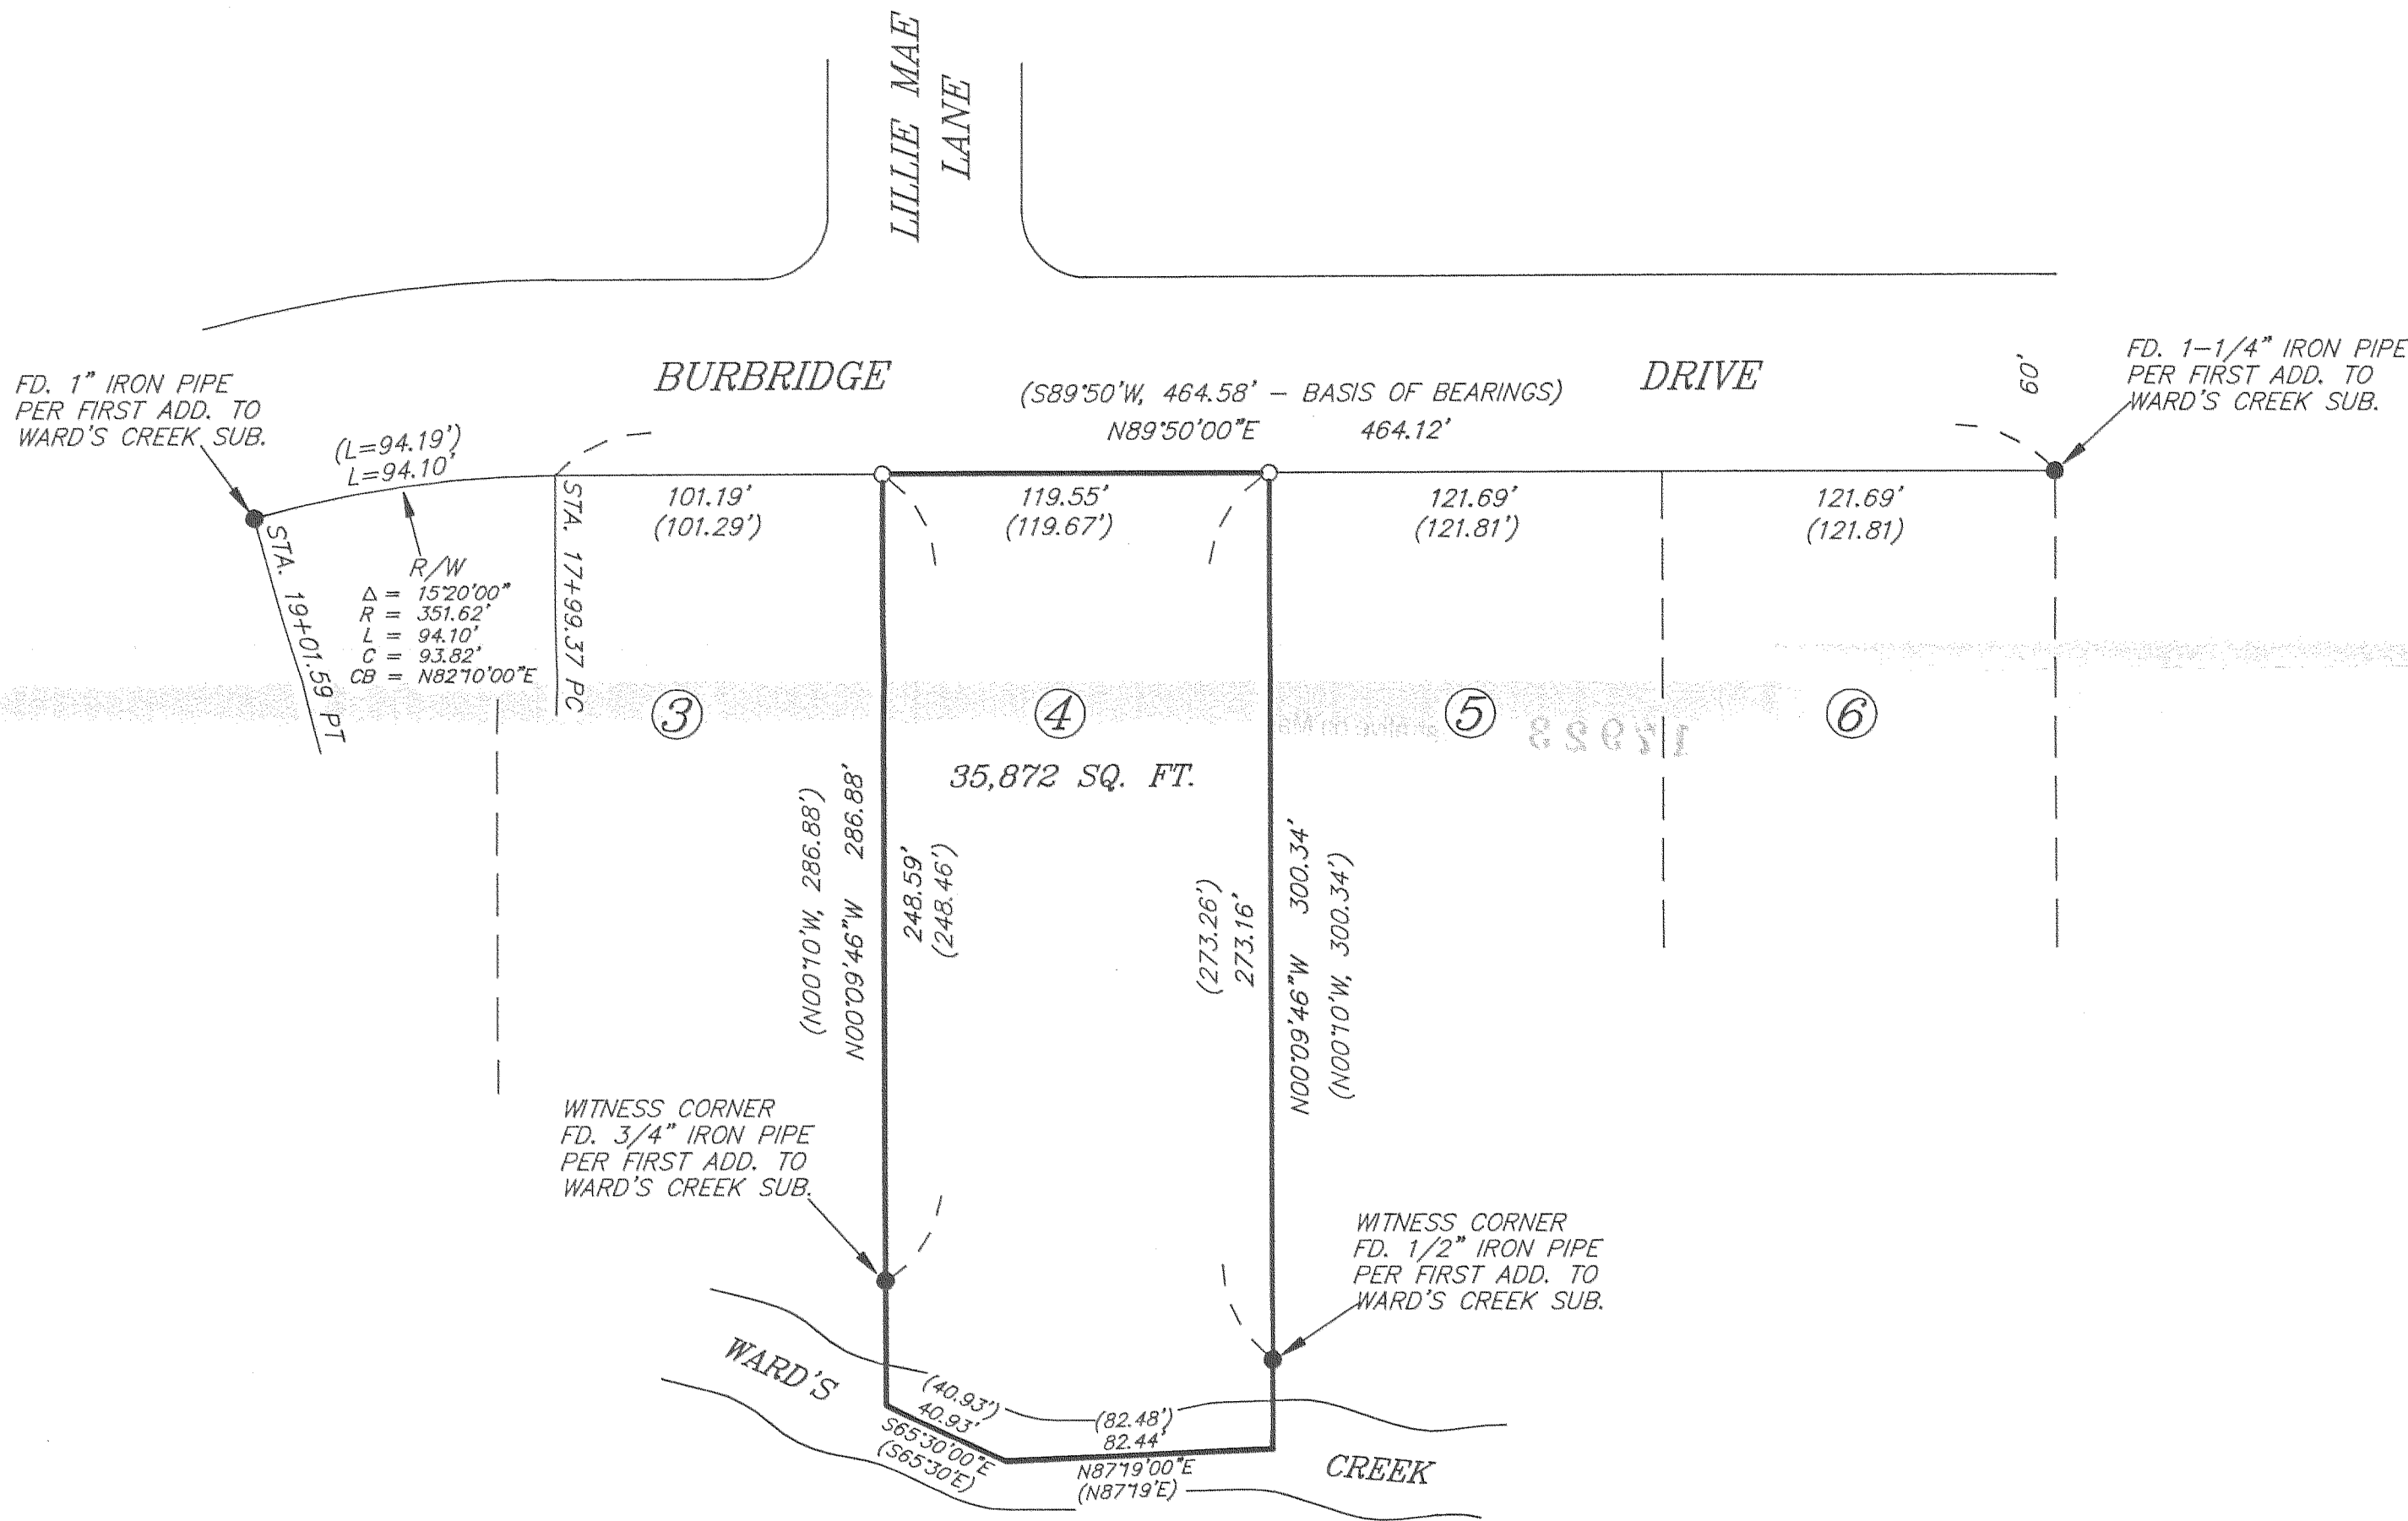 LILLIE MAE
LANE
FD. 1" IRON PIPE
PER FIRST ADD. TO
WARD'S CREEK SUB.
BURBRIDGE
DRIVE
(S89°50'W, 464.58' – BASIS OF BEARINGS)
N89°50'00"E 464.12'
60'
FD. 1-1/4" IRON PIPE
PER FIRST ADD. TO
WARD'S CREEK SUB.
(L=94.19')
L=94.10'
101.19'
(101.29')
119.55'
(119.67')
121.69'
(121.81')
121.69'
(121.81)
STA. 19+01.59 PT
R/W
Δ = 15°20'00"
R = 351.62'
L = 94.10'
C = 93.82'
CB = N82°10'00"E
STA. 17+99.37 PC
3
4
5
6
35,872 SQ. FT.
(N00°10'W, 286.88')
N00°09'46"W 286.88'
248.59'
(248.46')
(273.26')
273.16'
N00°09'46"W 300.34'
(N00°10'W, 300.34')
WITNESS CORNER
FD. 3/4" IRON PIPE
PER FIRST ADD. TO
WARD'S CREEK SUB.
WITNESS CORNER
FD. 1/2" IRON PIPE
PER FIRST ADD. TO
WARD'S CREEK SUB.
WARD'S
CREEK
(40.93')
40.93'
S65°30'00"E
(S65°30'E)
(82.48')
82.44'
N87°19'00"E
(N87°19'E)